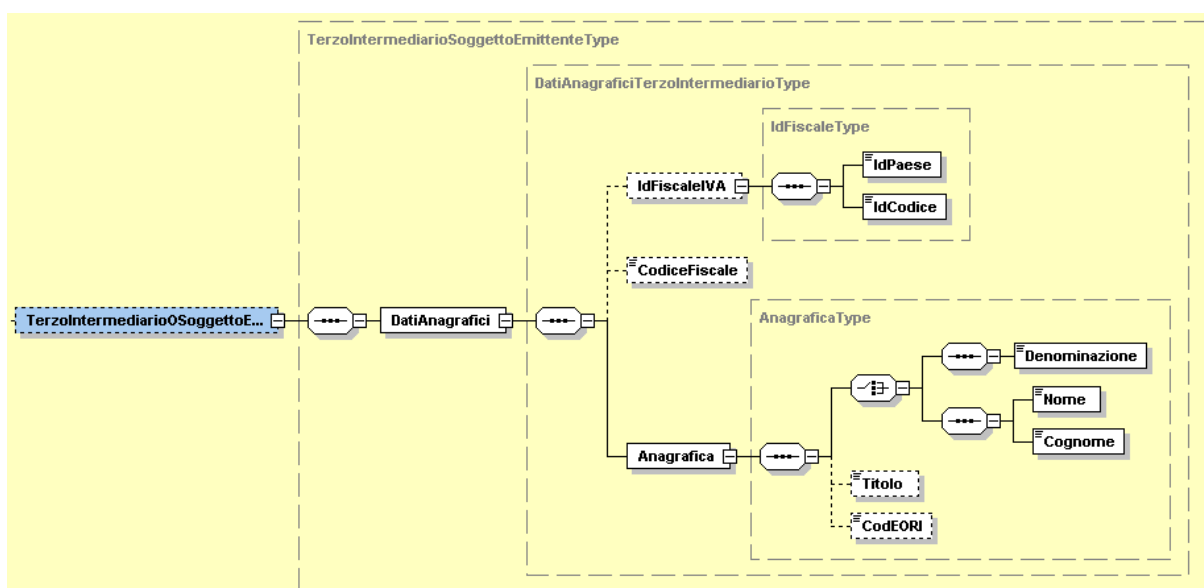 TerzoIntermediarioSoggettoEmittenteType
DatiAnagraficiTerzoIntermediarioType
IdFiscaleType
IdPaese
IdFiscaleIVA
IdCodice
CodiceFiscale
TerzoIntermediarioOSoggettoE...
DatiAnagrafici
AnagraficaType
Denominazione
Nome
Cognome
Anagrafica
Titolo
CodEORI